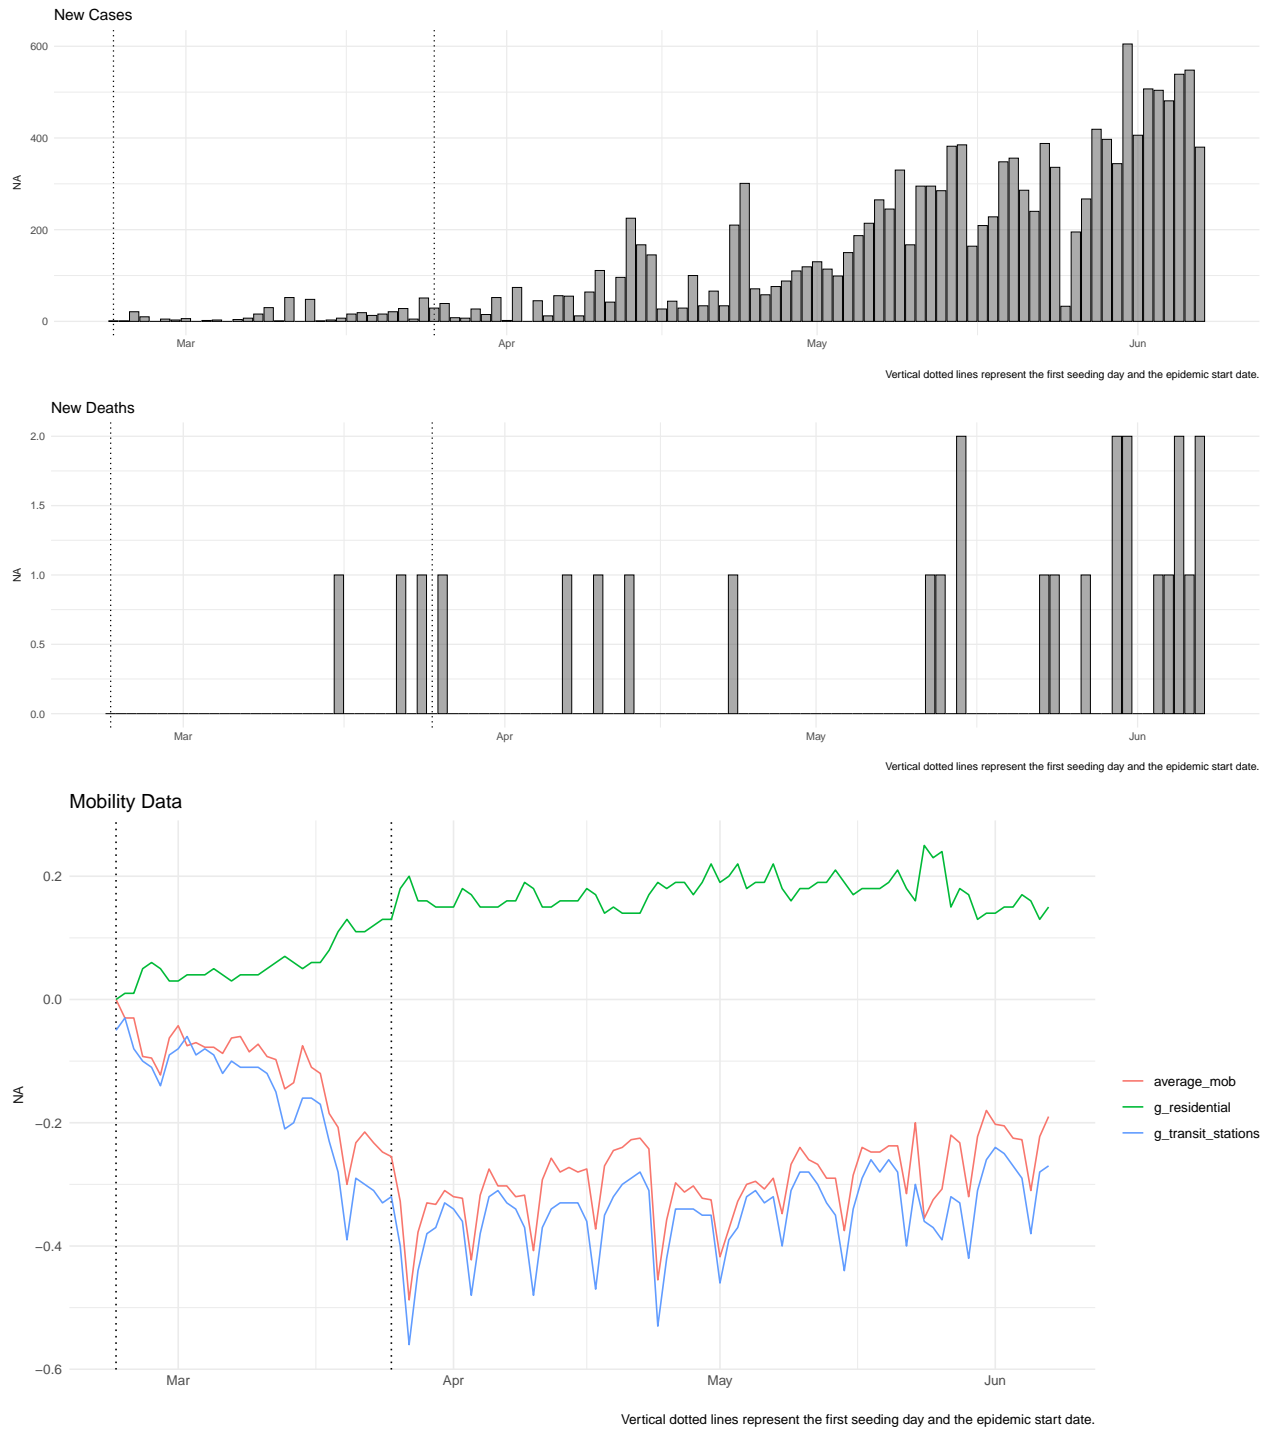 New Cases
600
400
200
0
NA
Mar Apr May Jun
Vertical dotted lines represent the first seeding day and the epidemic start date.
New Deaths
2.0
1.5
1.0
0.5
0.0
NA
Mar Apr May Jun
Vertical dotted lines represent the first seeding day and the epidemic start date.
Mobility Data
0.2
0.0
−0.2
−0.4
−0.6
NA
Mar Apr May Jun
average_mob
g_residential
g_transit_stations
Vertical dotted lines represent the first seeding day and the epidemic start date.